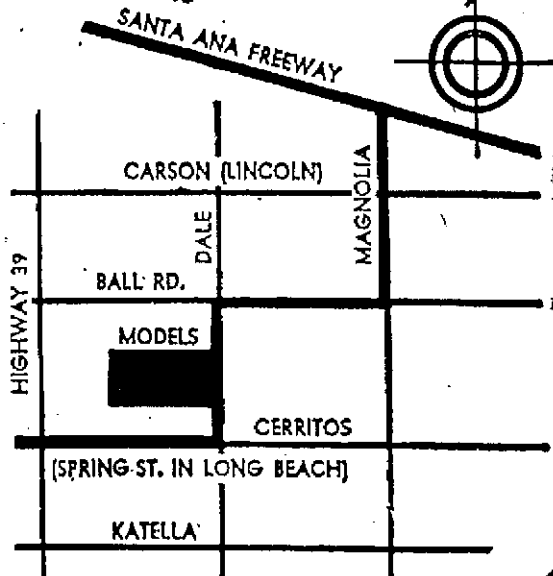 SANTA ANA FREEWAY
CARSON (LINCOLN)
MAGNOLIA
DALE
HIGHWAY 39
BALL RD.
MODELS
CERRITOS
(SPRING ST. IN LONG BEACH)
KATELLA